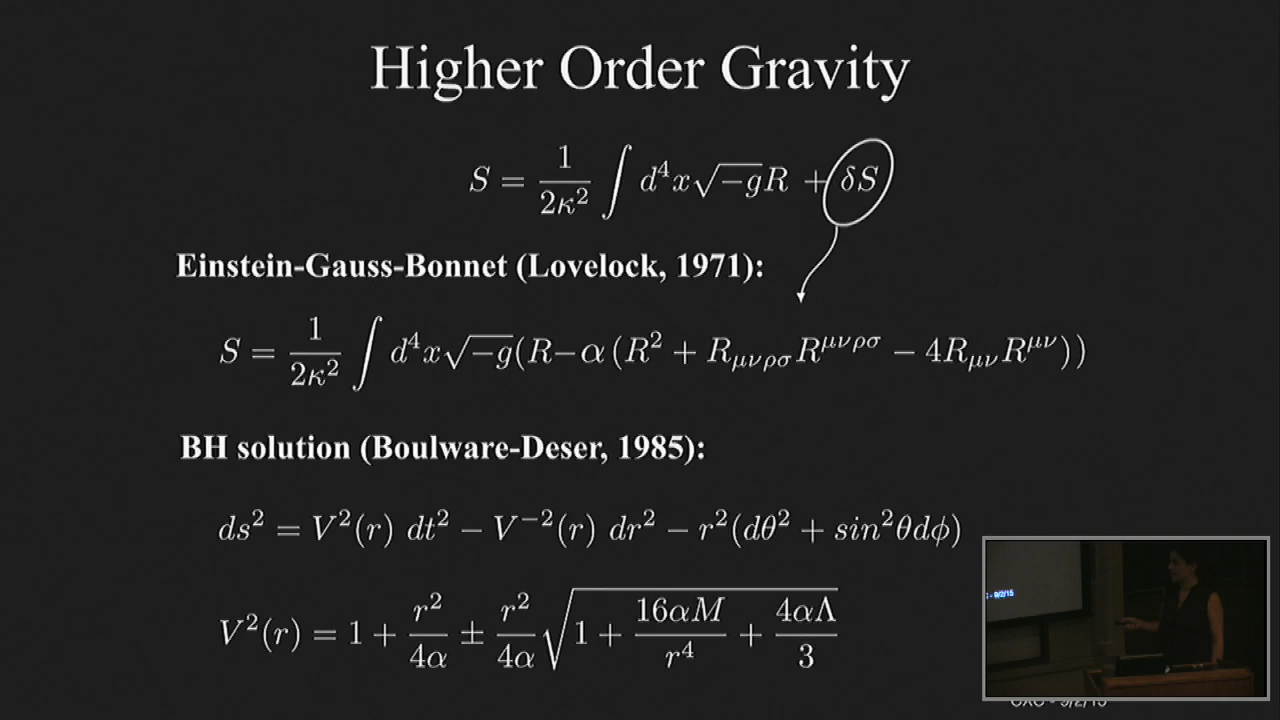 Higher Order Gravity
S = \frac{1}{2\kappa^2} \int d^4x \sqrt{-g} R + \delta S
Einstein-Gauss-Bonnet (Lovelock, 1971):
S = \frac{1}{2\kappa^2} \int d^4x \sqrt{-g} (R - \alpha (R^2 + R_{\mu\nu\rho\sigma} R^{\mu\nu\rho\sigma} - 4 R_{\mu\nu} R^{\mu\nu}))
BH solution (Boulware-Deser, 1985):
ds^2 = V^2(r) dt^2 - V^{-2}(r) dr^2 - r^2 (d\theta^2 + sin^2\theta d\phi)
V^2(r) = 1 + \frac{r^2}{4\alpha} \pm \frac{r^2}{4\alpha} \sqrt{1 + \frac{16\alpha M}{r^4} + \frac{4\alpha\Lambda}{3}}
- 9/2/15